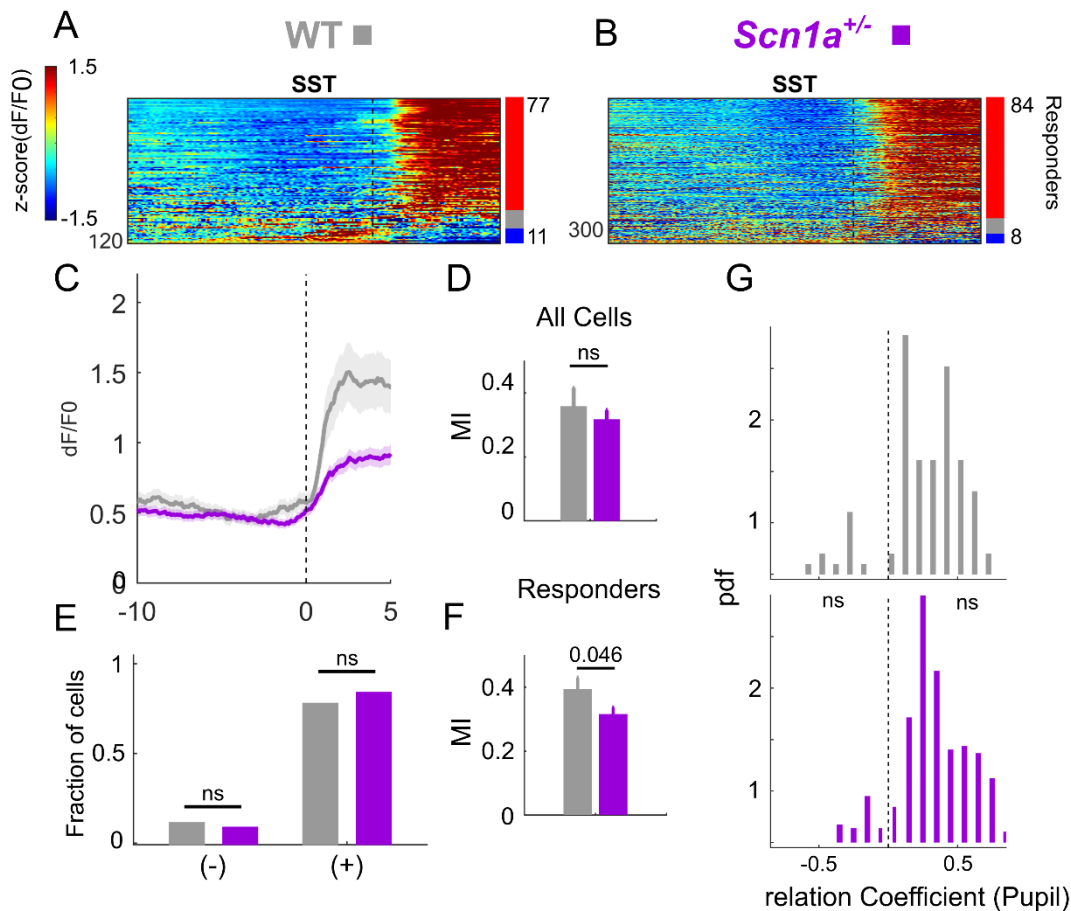 A
WT
B
Scn1a+/-
1.5
z-score(dF/F0)
-1.5
SST
77
120
11
SST
84
Responders
300
8
C
2
1.5
dF/F0
1
0.5
0
0
-10
0
5
D
All Cells
ns
0.4
MI
0.2
0
G
2
1
pdf
ns
ns
2
1
-0.5
0.5
relation Coefficient (Pupil)
E
1
ns
Fraction of cells
0.5
ns
0
(-)
(+)
F
Responders
0.046
0.4
MI
0.2
0